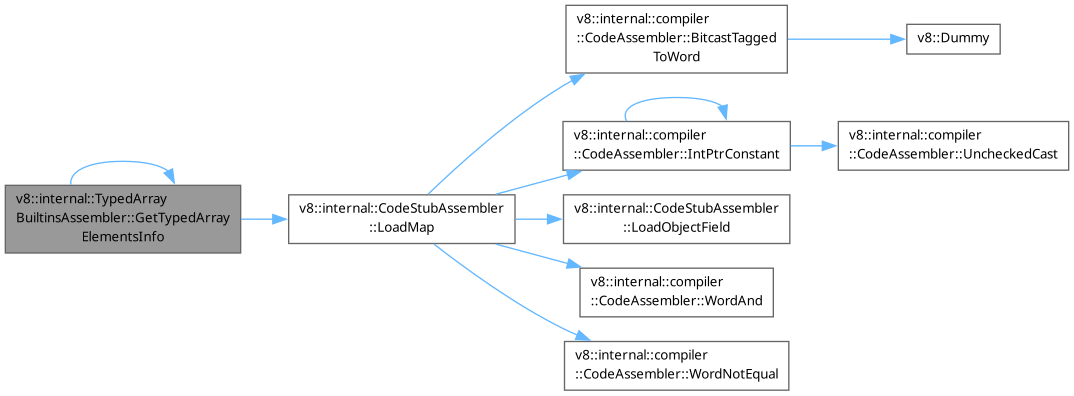 v8::internal::TypedArray
BuiltinsAssembler::GetTypedArray
ElementsInfo
v8::internal::CodeStubAssembler
::LoadMap
v8::internal::compiler
::CodeAssembler::BitcastTagged
ToWord
v8::Dummy
v8::internal::compiler
::CodeAssembler::IntPtrConstant
v8::internal::compiler
::CodeAssembler::UncheckedCast
v8::internal::CodeStubAssembler
::LoadObjectField
v8::internal::compiler
::CodeAssembler::WordAnd
v8::internal::compiler
::CodeAssembler::WordNotEqual